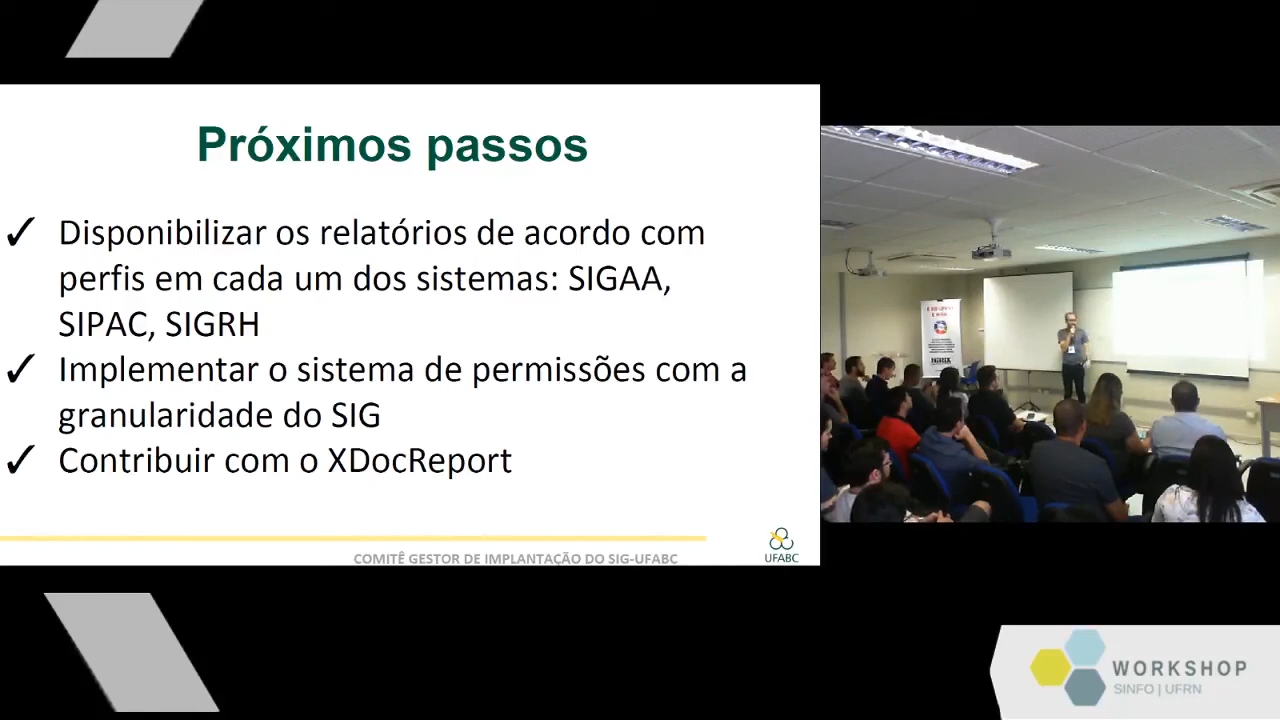 Próximos passos
✓ Disponibilizar os relatórios de acordo com
perfis em cada um dos sistemas: SIGAA,
SIPAC, SIGRH
✓ Implementar o sistema de permissões com a
granularidade do SIG
✓ Contribuir com o XDocReport
COMITÊ GESTOR DE IMPLANTAÇÃO DO SIG-UFABC
UFABC
WORKSHOP
SINFO | UFRN